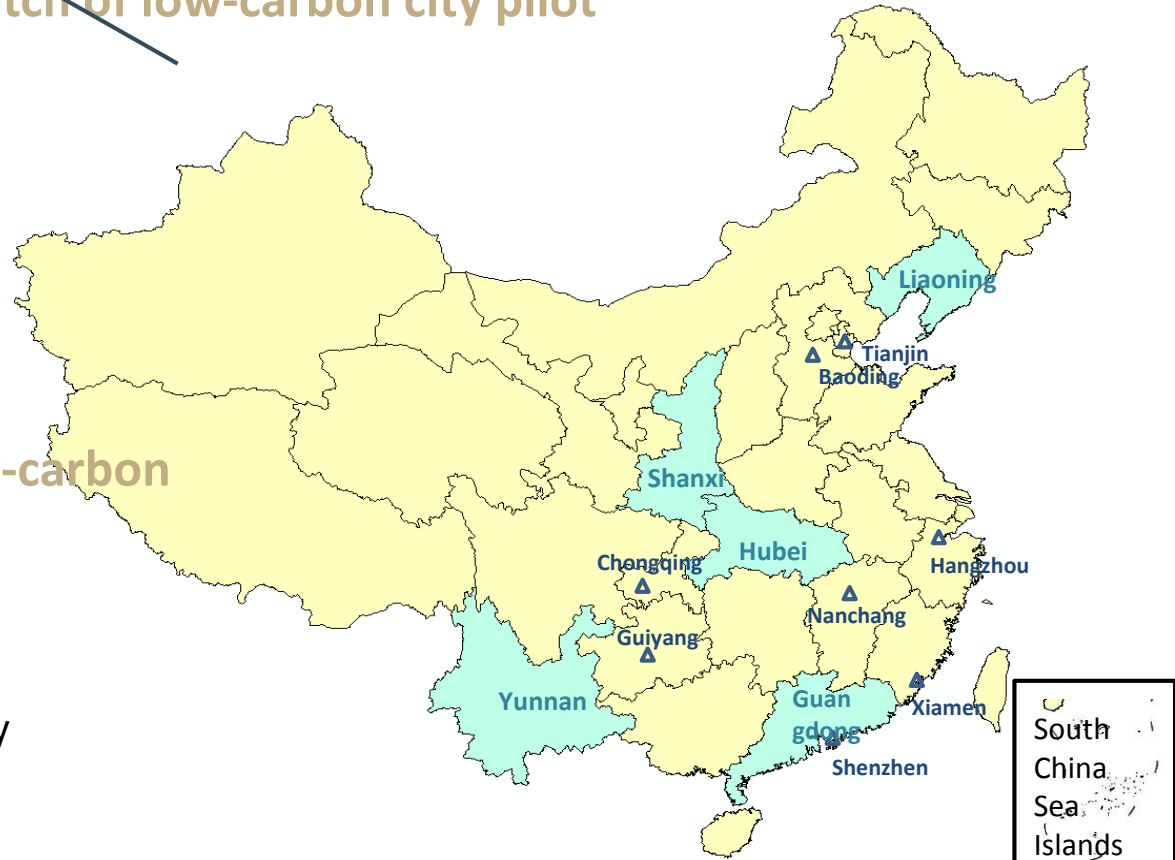 tch of low-carbon city pilot
Liaoning
Tianjin
Baoding
-carbon
Shanxi
Hubei
Chongqing
Hangzhou
Nanchang
Guiyang
Yunnan
Guan
gdong
Xiamen
Shenzhen
y
South
China
Sea
Islands